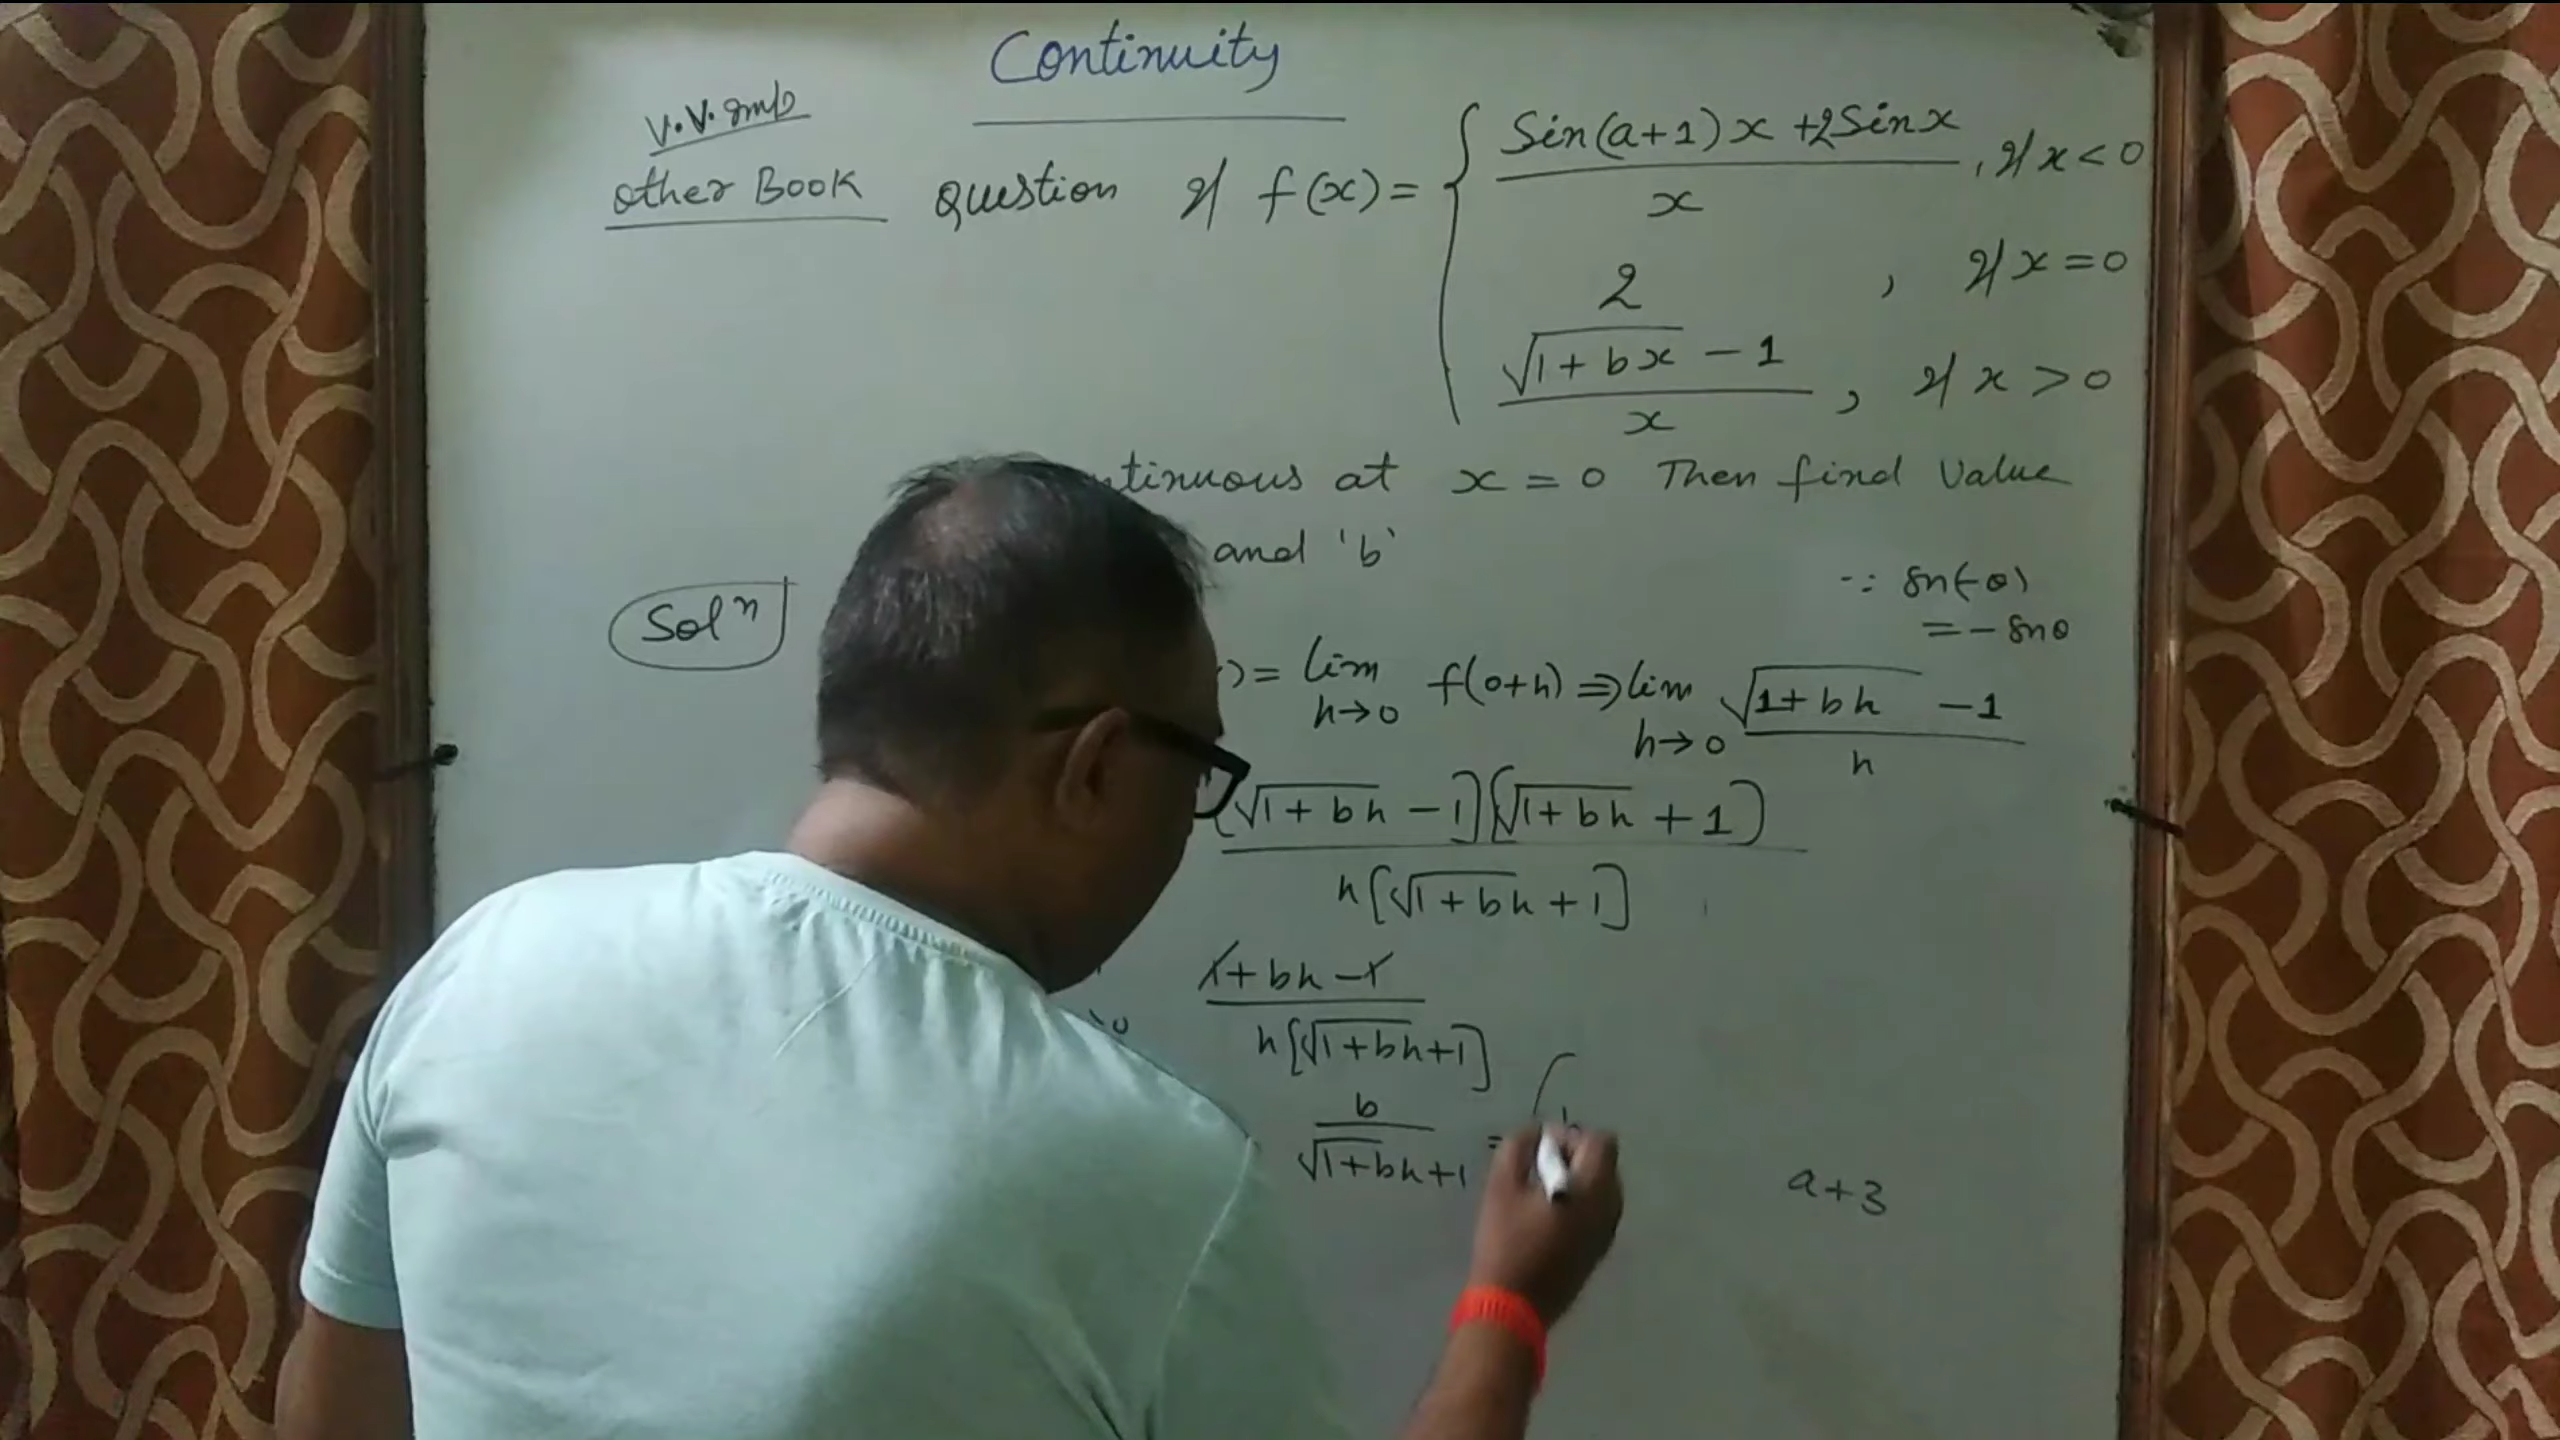 Continuity
V.V. Imp
other Book
question If f(x) = { Sin(a+1)x + 2Sinx / x , if x < 0
2 , if x = 0
√(1+bx) - 1 / x , if x > 0
tinuous at x = 0 Then find Value
and 'b'
Solⁿ
∵ sin(-θ)
= - sinθ
) = lim h→0 f(0+h) ⇒ lim h→0 √(1+bh) - 1 / h
[√(1+bh) - 1][√(1+bh) + 1] / h[√(1+bh) + 1]
1 + bh - 1 / h[√(1+bh) + 1]
b / √(1+bh) + 1 =
a+3